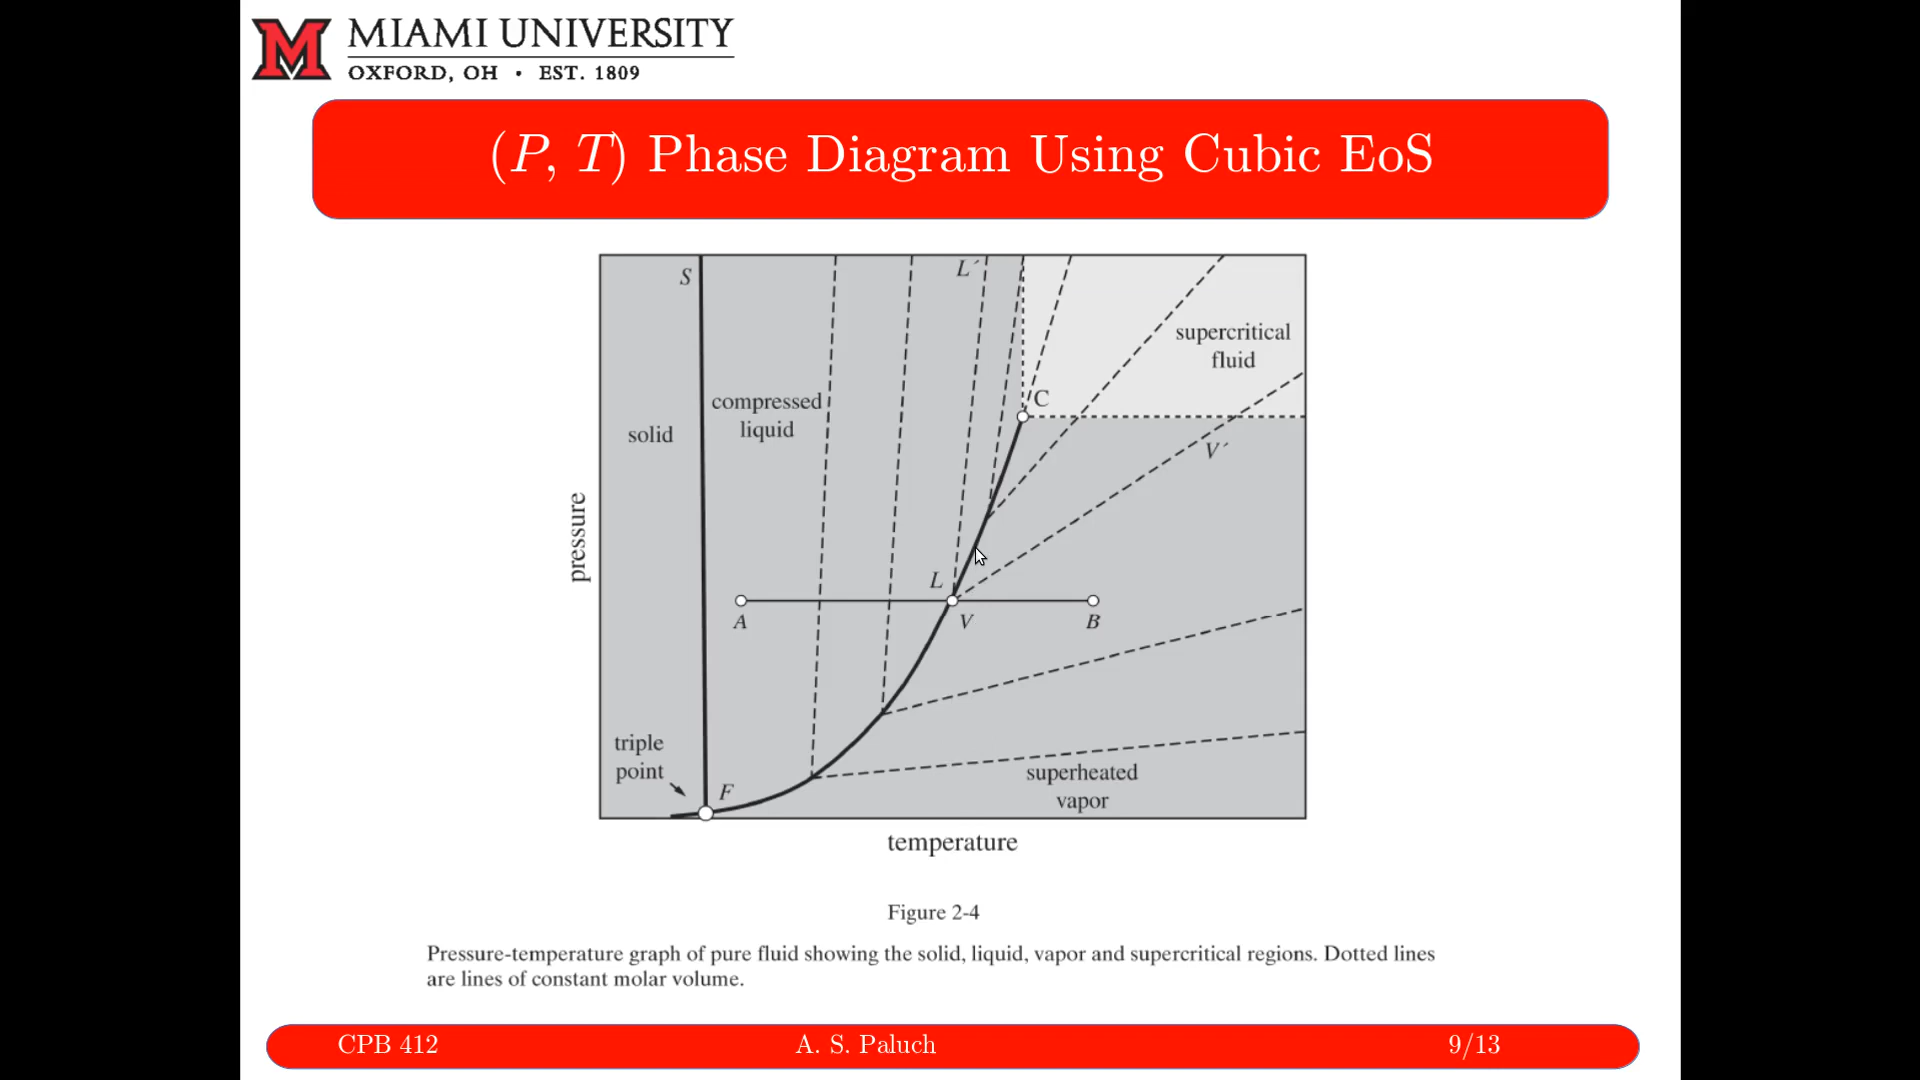 MIAMI UNIVERSITY
OXFORD, OH • EST. 1809
(P, T) Phase Diagram Using Cubic EoS
S
L´
supercritical
fluid
C
compressed
liquid
solid
V´
pressure
L
A
V
B
triple
point
F
superheated
vapor
temperature
Figure 2-4
Pressure-temperature graph of pure fluid showing the solid, liquid, vapor and supercritical regions. Dotted lines
are lines of constant molar volume.
CPB 412
A. S. Paluch
9/13